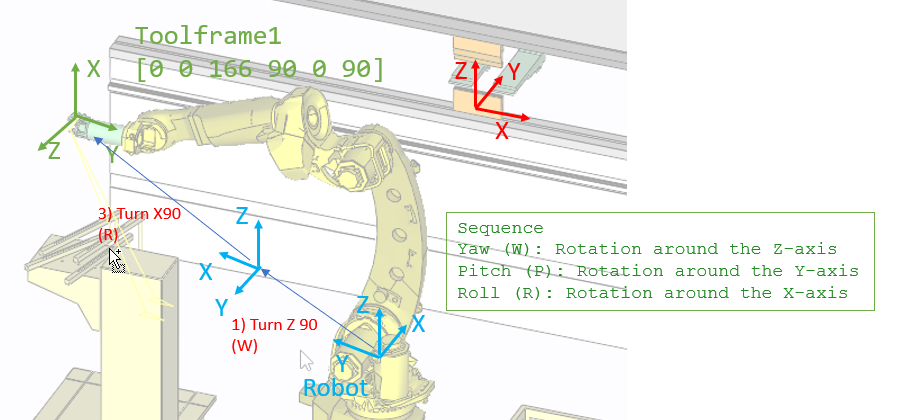 Toolframe1
[0 0 166 90 0 90]
X
Z
Y
Z
Y
X
3) Turn X90
(R)
Z
X
Y
1) Turn Z 90
(W)
Z
X
Y
Robot
Sequence
Yaw (W): Rotation around the Z-axis
Pitch (P): Rotation around the Y-axis
Roll (R): Rotation around the X-axis